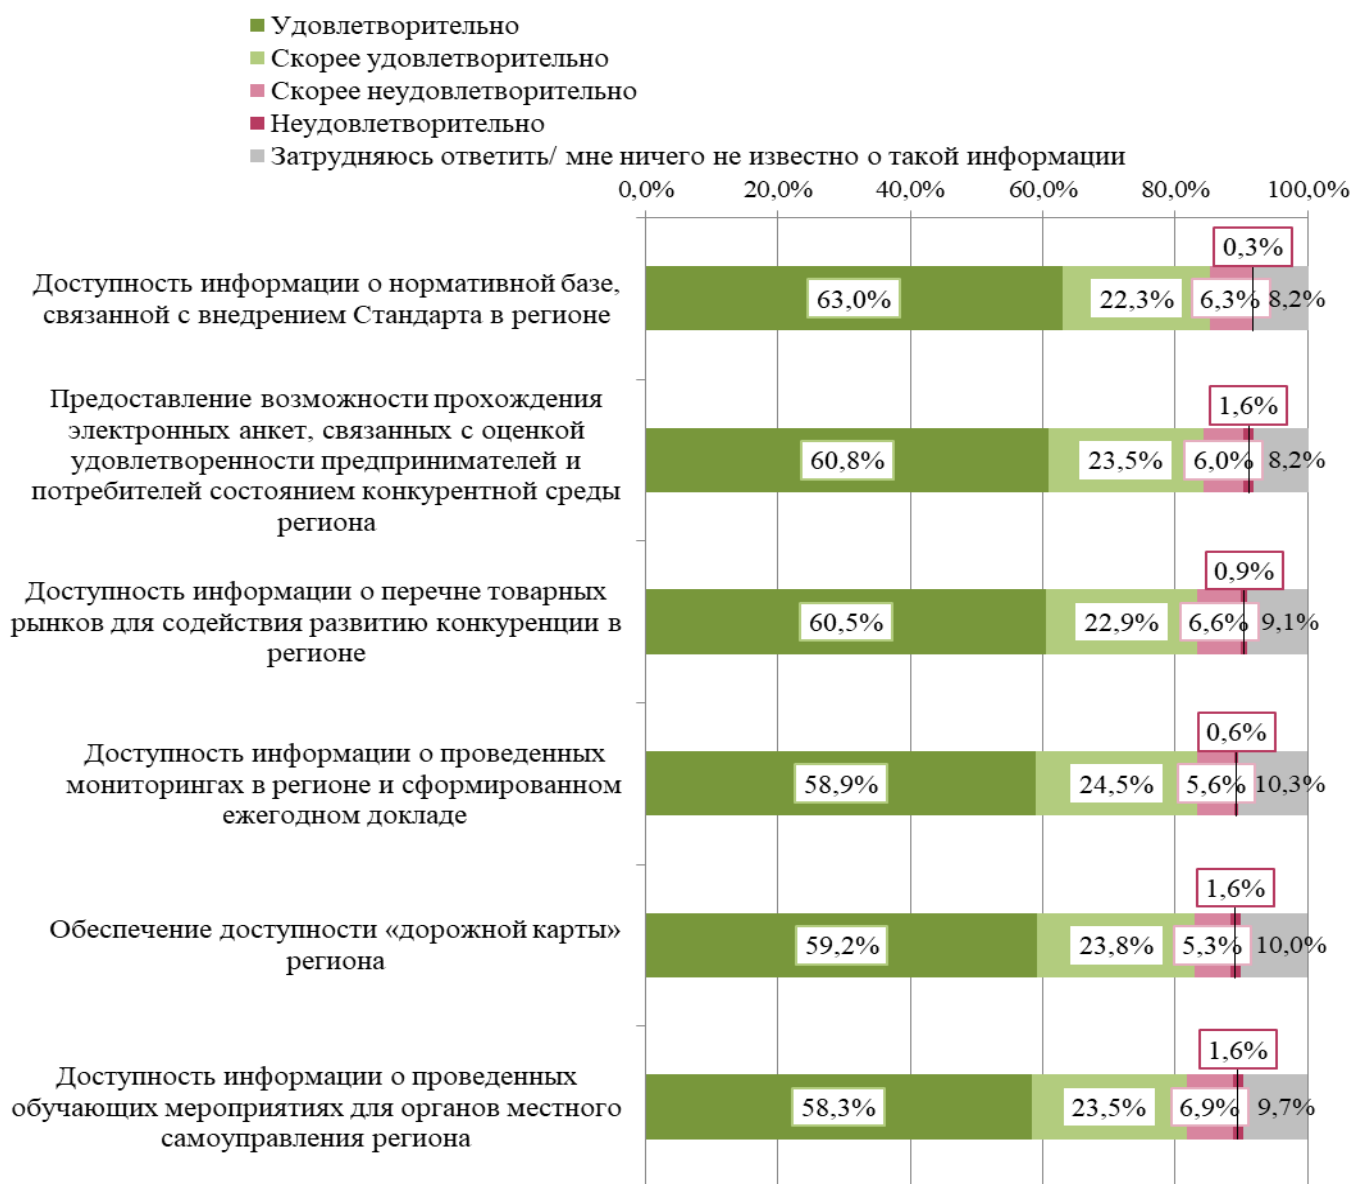 Удовлетворительно
Скорее удовлетворительно
Скорее неудовлетворительно
Неудовлетворительно
Затрудняюсь ответить/ мне ничего не известно о такой информации
0,0% 20,0% 40,0% 60,0% 80,0% 100,0%
0,3%
Доступность информации о нормативной базе,
связанной с внедрением Стандарта в регионе
63,0% 22,3% 6,3% 8,2%
1,6%
Предоставление возможности прохождения
электронных анкет, связанных с оценкой
удовлетворенности предпринимателей и
потребителей состоянием конкурентной среды
региона
60,8% 23,5% 6,0% 8,2%
0,9%
Доступность информации о перечне товарных
рынков для содействия развитию конкуренции в
регионе
60,5% 22,9% 6,6% 9,1%
0,6%
Доступность информации о проведенных
мониторингах в регионе и сформированном
ежегодном докладе
58,9% 24,5% 5,6% 10,3%
1,6%
Обеспечение доступности «дорожной карты»
региона
59,2% 23,8% 5,3% 10,0%
1,6%
Доступность информации о проведенных
обучающих мероприятиях для органов местного
самоуправления региона
58,3% 23,5% 6,9% 9,7%